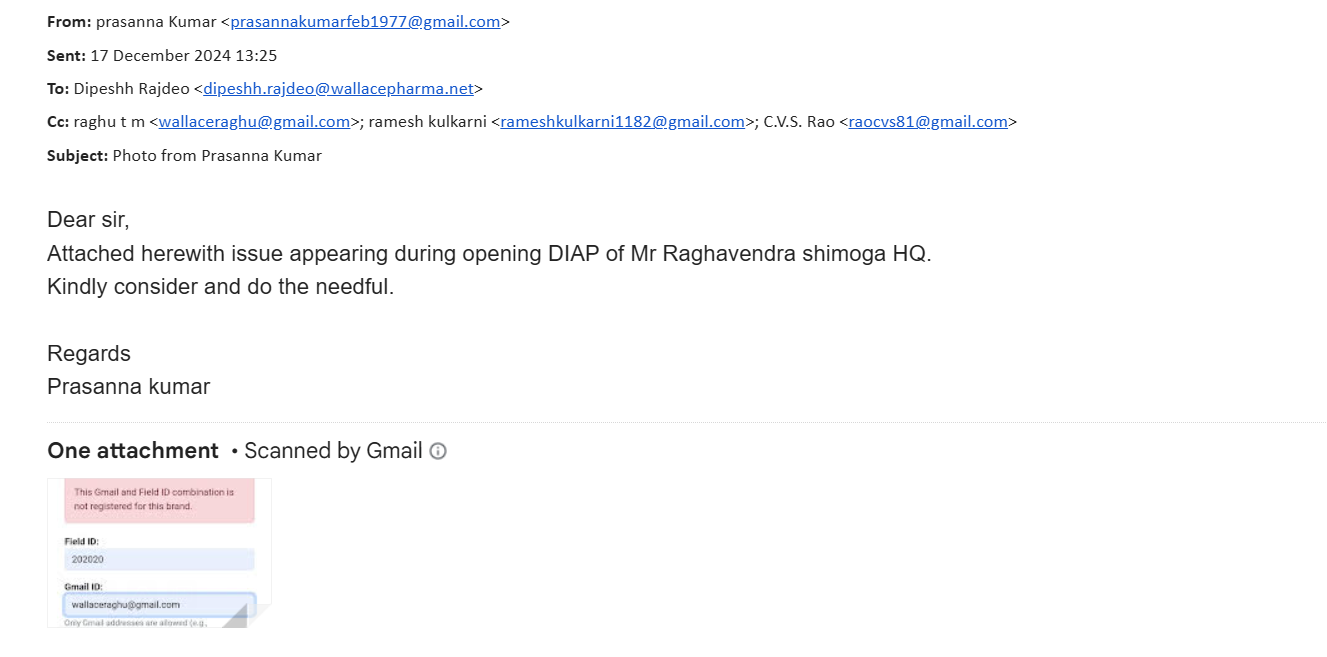 From: prasanna Kumar <prasannakumarfeb1977@gmail.com>
Sent: 17 December 2024 13:25
To: Dipeshh Rajdeo <dipeshh.rajdeo@wallacepharma.net>
Cc: raghu t m <wallaceraghu@gmail.com>; ramesh kulkarni <rameshkulkarni1182@gmail.com>; C.V.S. Rao <raocvs81@gmail.com>
Subject: Photo from Prasanna Kumar
Dear sir,
Attached herewith issue appearing during opening DIAP of Mr Raghavendra shimoga HQ.
Kindly consider and do the needful.
Regards
Prasanna kumar
One attachment • Scanned by Gmail
This Gmail and Field ID combination is
not registered for this brand.
Field ID:
202020
Gmail ID:
wallaceraghu@gmail.com
Only Gmail addresses are allowed (e.g.,